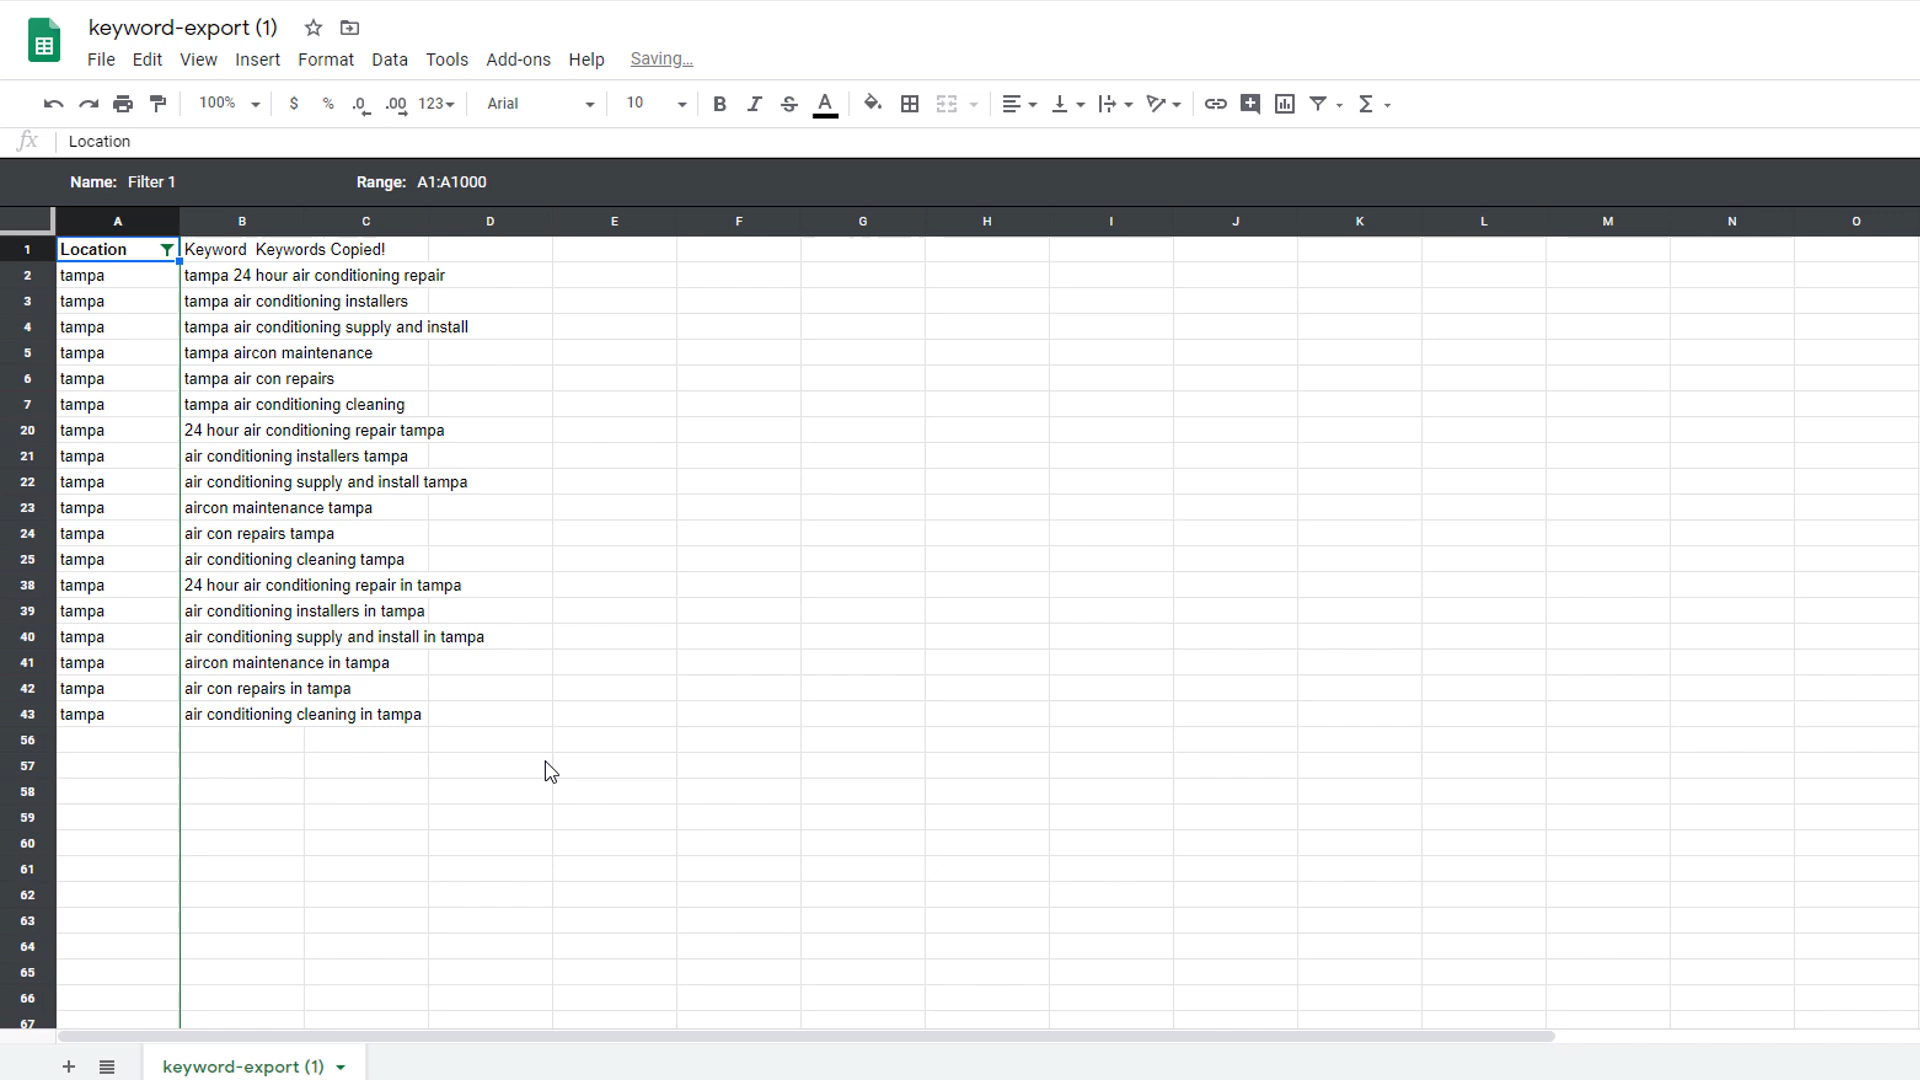 keyword-export (1)
File Edit View Insert Format Data Tools Add-ons Help Saving...
100% $ % .0 .00 123 Arial 10 B I S A Σ
fx Location
Name: Filter 1 Range: A1:A1000
A B C D E F G H I J K L M N O
1 Location Keyword Keywords Copied!
2 tampa tampa 24 hour air conditioning repair
3 tampa tampa air conditioning installers
4 tampa tampa air conditioning supply and install
5 tampa tampa aircon maintenance
6 tampa tampa air con repairs
7 tampa tampa air conditioning cleaning
20 tampa 24 hour air conditioning repair tampa
21 tampa air conditioning installers tampa
22 tampa air conditioning supply and install tampa
23 tampa aircon maintenance tampa
24 tampa air con repairs tampa
25 tampa air conditioning cleaning tampa
38 tampa 24 hour air conditioning repair in tampa
39 tampa air conditioning installers in tampa
40 tampa air conditioning supply and install in tampa
41 tampa aircon maintenance in tampa
42 tampa air con repairs in tampa
43 tampa air conditioning cleaning in tampa
56
57
58
59
60
61
62
63
64
65
66
67
+ keyword-export (1)